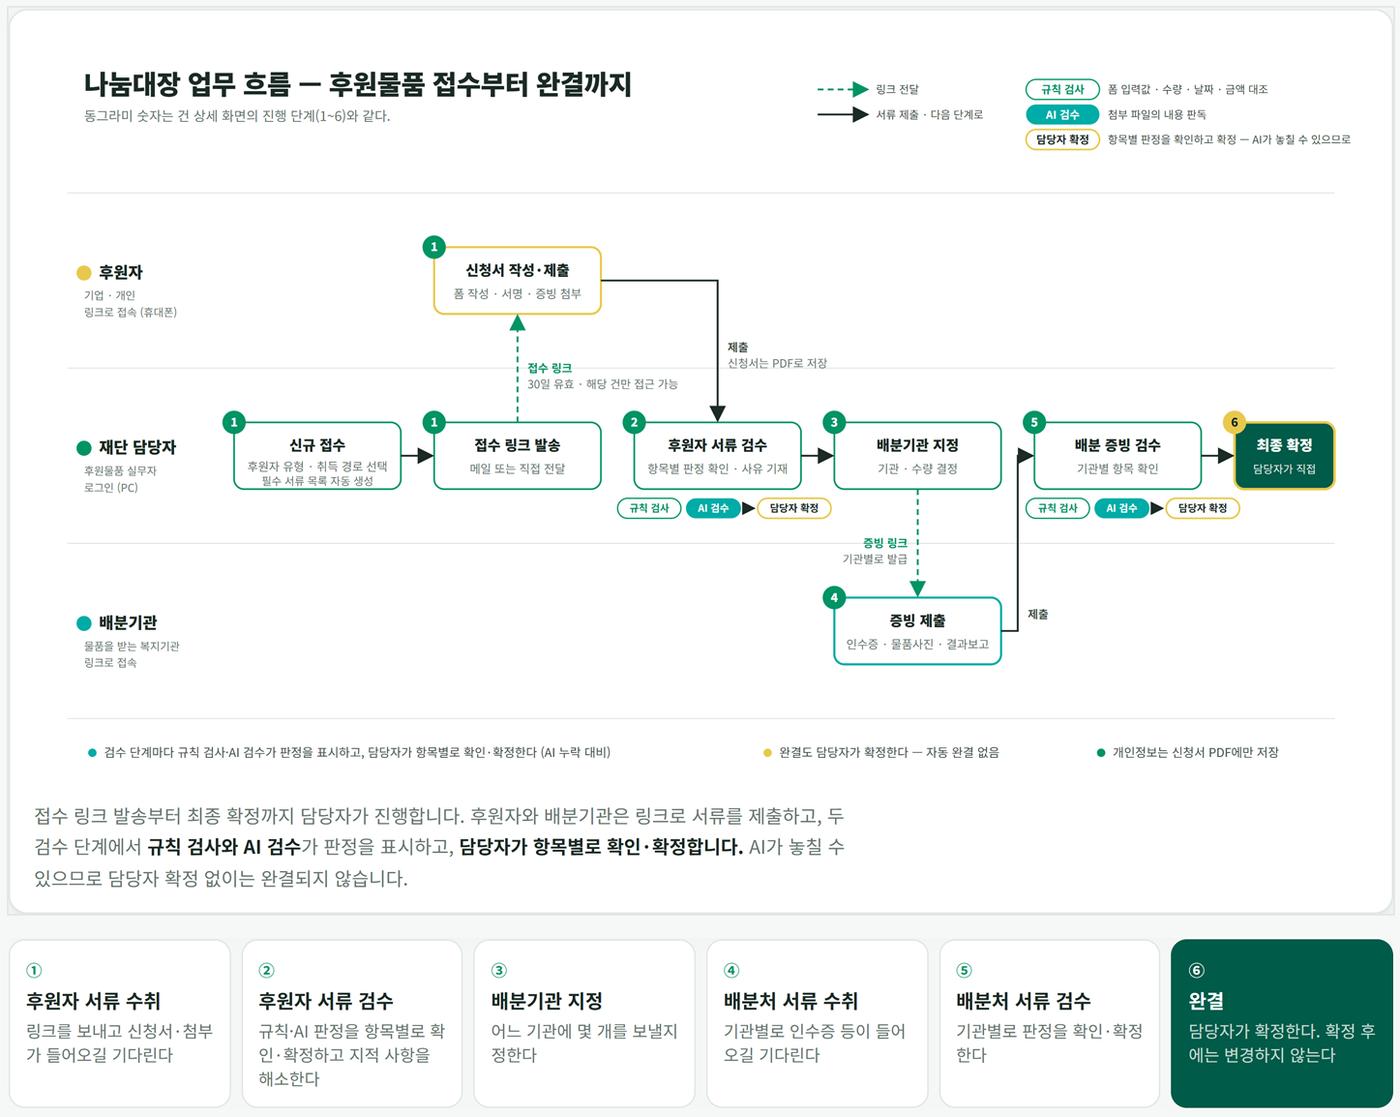 나눔대장 업무 흐름 — 후원물품 접수부터 완결까지
동그라미 숫자는 건 상세 화면의 진행 단계(1~6)와 같다.
링크 전달
서류 제출 · 다음 단계로
규칙 검사
폼 입력값 · 수량 · 날짜 · 금액 대조
AI 검수
첨부 파일의 내용 판독
담당자 확정
항목별 판정을 확인하고 확정 — AI가 놓칠 수 있으므로
후원자
기업 · 개인
링크로 접속 (휴대폰)
1
신청서 작성·제출
폼 작성 · 서명 · 증빙 첨부
접수 링크
30일 유효 · 해당 건만 접근 가능
제출
신청서는 PDF로 저장
재단 담당자
후원물품 실무자
로그인 (PC)
1
신규 접수
후원자 유형 · 취득 경로 선택
필수 서류 목록 자동 생성
1
접수 링크 발송
메일 또는 직접 전달
2
후원자 서류 검수
항목별 판정 확인 · 사유 기재
규칙 검사
AI 검수
담당자 확정
3
배분기관 지정
기관 · 수량 결정
5
배분 증빙 검수
기관별 항목 확인
규칙 검사
AI 검수
담당자 확정
6
최종 확정
담당자가 직접
증빙 링크
기관별로 발급
배분기관
물품을 받는 복지기관
링크로 접속
4
증빙 제출
인수증 · 물품사진 · 결과보고
제출
검수 단계마다 규칙 검사·AI 검수가 판정을 표시하고, 담당자가 항목별로 확인·확정한다 (AI 누락 대비)
완결도 담당자가 확정한다 — 자동 완결 없음
개인정보는 신청서 PDF에만 저장
접수 링크 발송부터 최종 확정까지 담당자가 진행합니다. 후원자와 배분기관은 링크로 서류를 제출하고, 두
검수 단계에서 규칙 검사와 AI 검수가 판정을 표시하고, 담당자가 항목별로 확인·확정합니다. AI가 놓칠 수
있으므로 담당자 확정 없이는 완결되지 않습니다.
①
후원자 서류 수취
링크를 보내고 신청서·첨부
가 들어오길 기다린다
②
후원자 서류 검수
규칙·AI 판정을 항목별로 확
인·확정하고 지적 사항을
해소한다
③
배분기관 지정
어느 기관에 몇 개를 보낼지
정한다
④
배분처 서류 수취
기관별로 인수증 등이 들어
오길 기다린다
⑤
배분처 서류 검수
기관별로 판정을 확인·확정
한다
⑥
완결
담당자가 확정한다. 확정 후
에는 변경하지 않는다